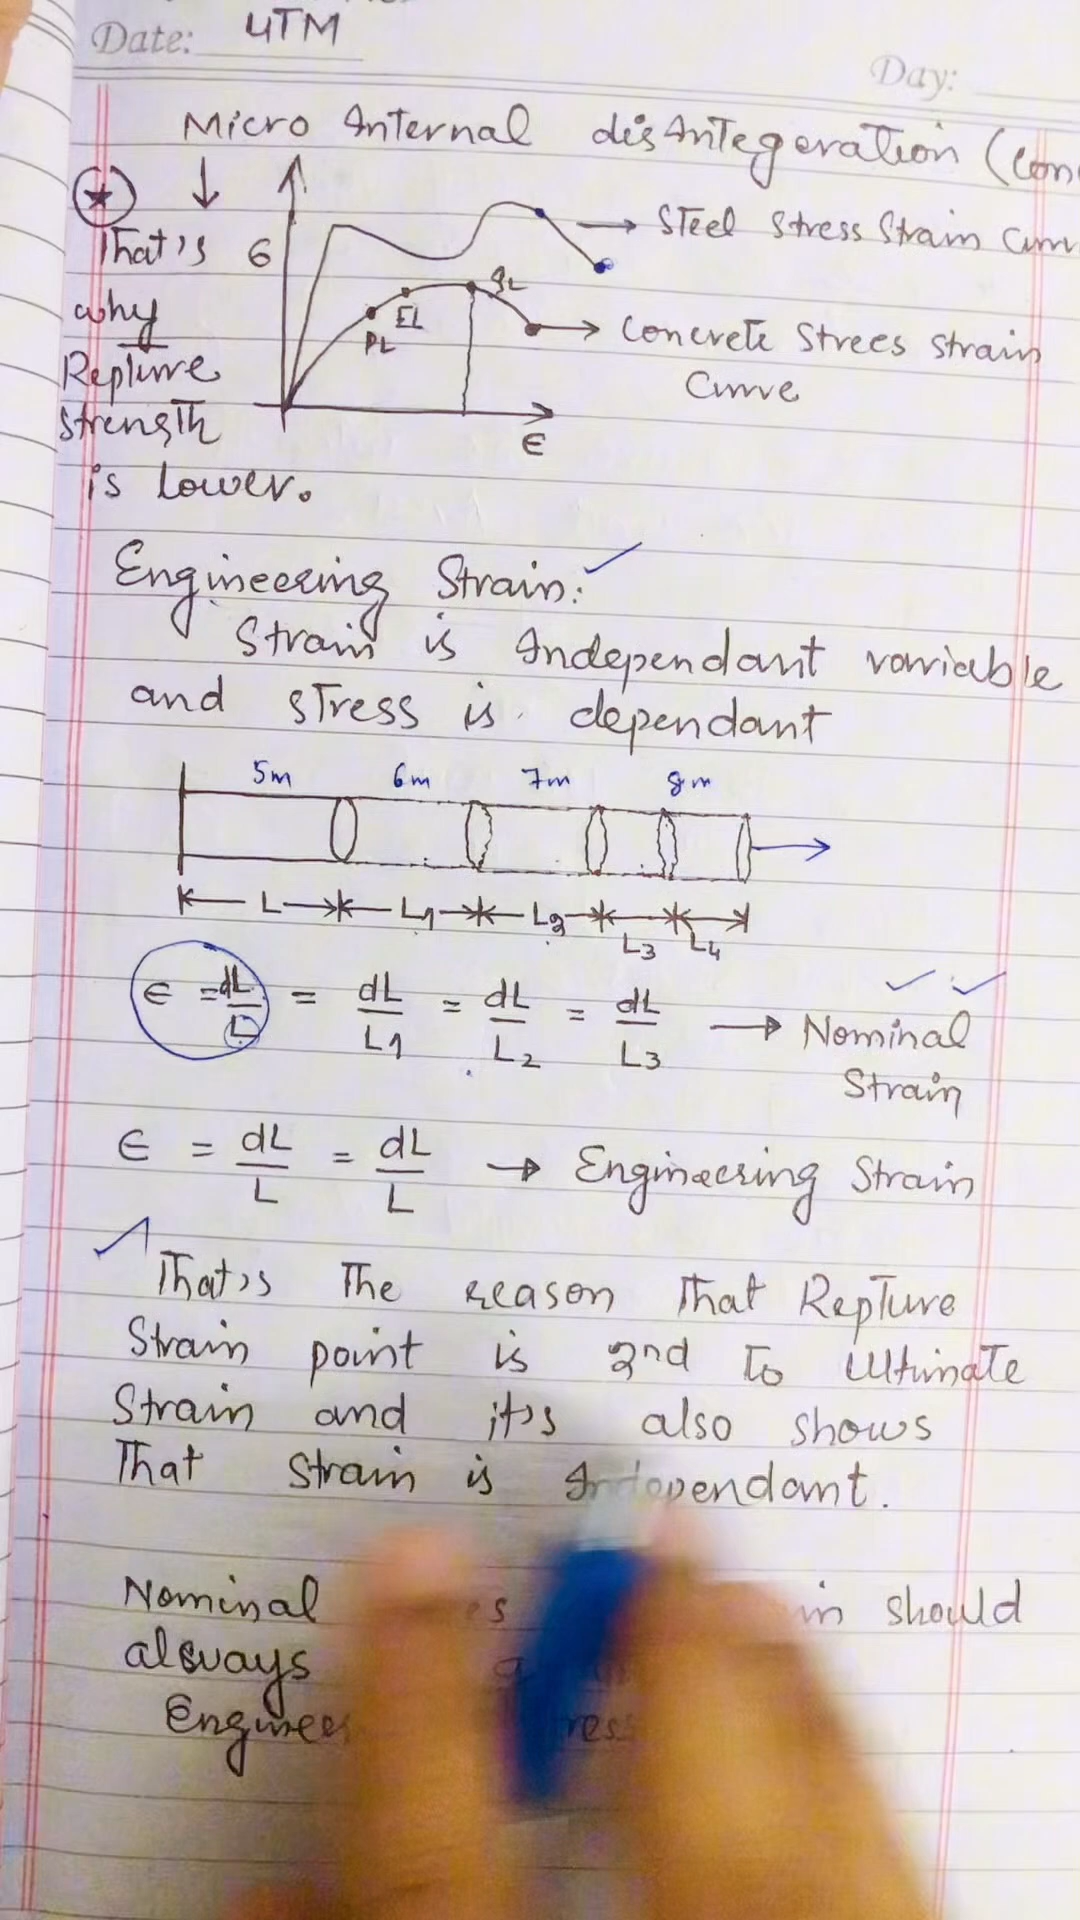 Date: UTM
Day:
Micro Internal disIntegeration (Con
That's
why
Repture
strength
is lower.
6
Steel Stress Strain
PL
EL
Concrete Strees Strain
Curve
ϵ
Engineering Strain:
Strain is Independant variable
and stress is dependant
5m 6m 7m 8m
L L1 L2 L3 L4
ϵ = dL/L = dL/L1 = dL/L2 = dL/L3 → Nominal
Strain
ϵ = dL/L = dL/L → Engineering Strain
That's The reason That Repture
Strain point is 2nd to Ultimate
Strain and it's also shows
That Strain is Independant.
Nominal should
always